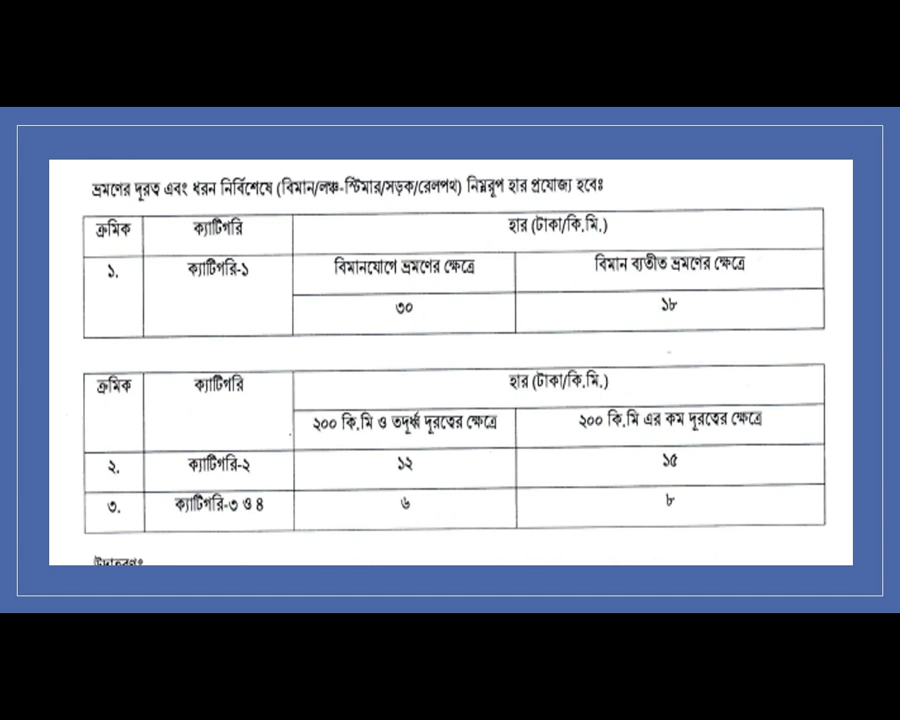 ভ্রমণের দূরত্ব এবং ধরন নির্বিশেষে (বিমান/লঞ্চ-স্টিমার/সড়ক/রেলপথ) নিম্নরূপ হার প্রযোজ্য হবেঃ
ক্রমিক ক্যাটিগরি হার (টাকা/কি.মি.)
১. ক্যাটিগরি-১ বিমানযোগে ভ্রমণের ক্ষেত্রে বিমান ব্যতীত ভ্রমণের ক্ষেত্রে
৩০ ১৮
ক্রমিক ক্যাটিগরি হার (টাকা/কি.মি.)
২০০ কি.মি ও তদূর্ধ্ব দূরত্বের ক্ষেত্রে ২০০ কি.মি এর কম দূরত্বের ক্ষেত্রে
২. ক্যাটিগরি-২ ১২ ১৫
৩. ক্যাটিগরি-৩ ও ৪ ৬ ৮
উদাহরণঃ